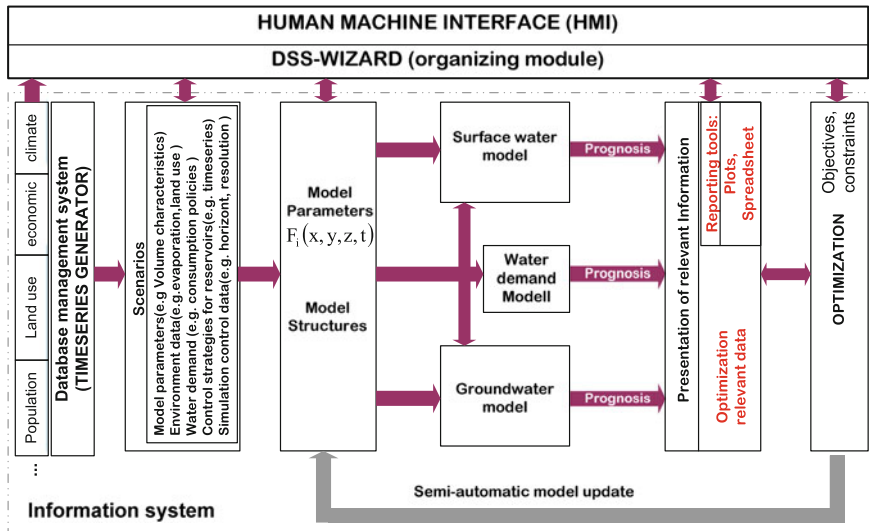 HUMAN MACHINE INTERFACE (HMI)
DSS-WIZARD (organizing module)
climate
economic
Land use
Population
...
Database management system
(TIMESERIES GENERATOR)
Scenarios
Model parameters(e.g Volume characteristics)
Environment data(e.g.evaporation,land use )
Water demand (e.g. consumption policies )
Control strategies for reservoirs(e.g. timeseries)
Simulation control data(e.g. horizont, resolution )
Model
Parameters
F_i(x, y, z, t)
Model
Structures
Surface water
model
Water
demand
Modell
Groundwater
model
Prognosis
Prognosis
Prognosis
Presentation of relevant Information
Reporting tools:
Plots,
Spreadsheet
Optimization
relevant data
Objectives,
constraints
OPTIMIZATION
Semi-automatic model update
Information system